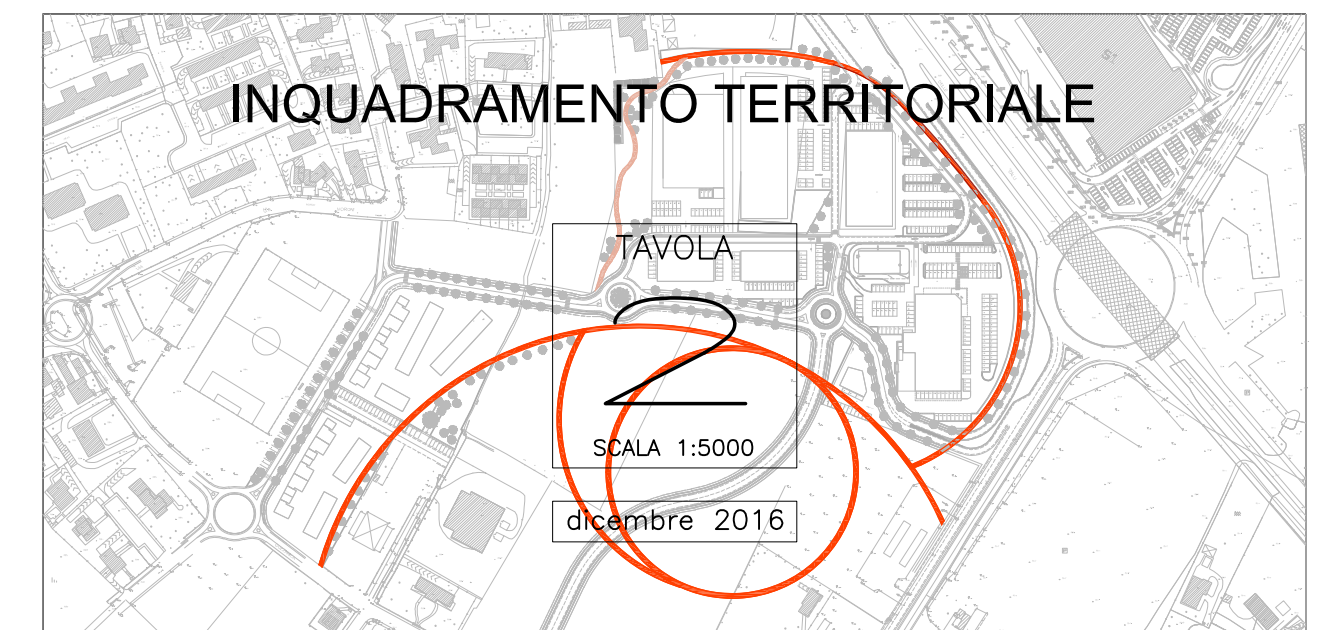 INQUADRAMENTO TERRITORIALE
TAVOLA
2
SCALA 1:5000
dicembre 2016